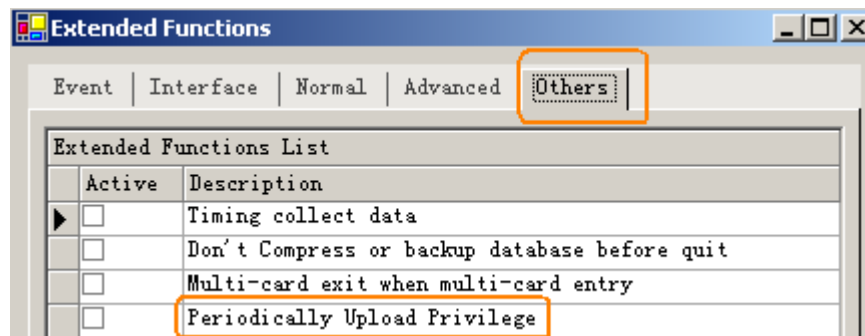 Extended Functions
Event | Interface | Normal | Advanced | Others
Extended Functions List
Active Description
Timing collect data
Don't Compress or backup database before quit
Multi-card exit when multi-card entry
Periodically Upload Privilege